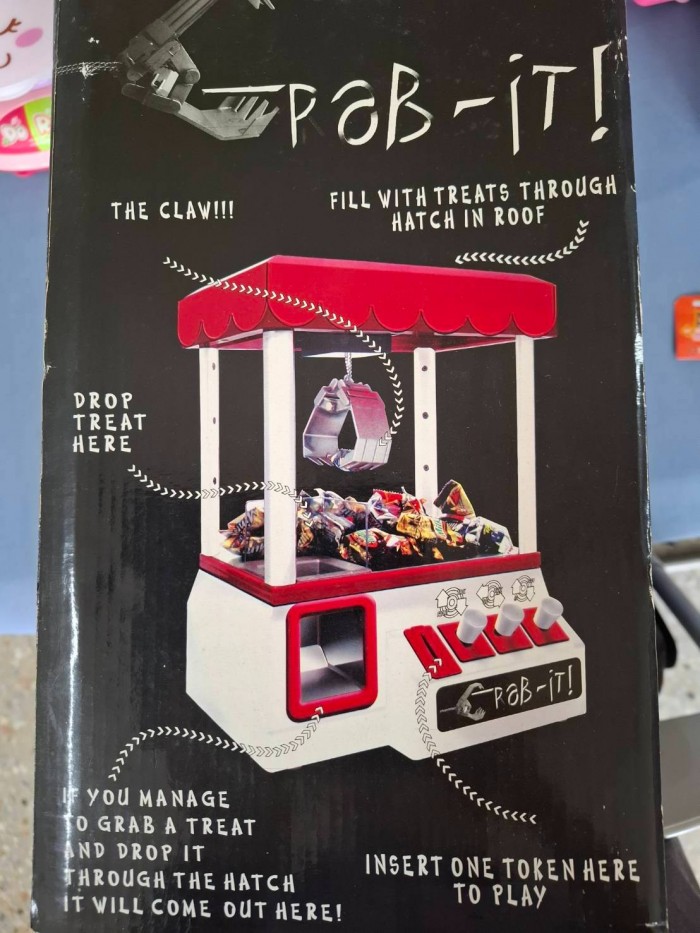 GRAB-IT!
THE CLAW!!!
FILL WITH TREATS THROUGH
HATCH IN ROOF
DROP
TREAT
HERE
GRAB-IT!
IF YOU MANAGE
TO GRAB A TREAT
AND DROP IT
THROUGH THE HATCH
IT WILL COME OUT HERE!
INSERT ONE TOKEN HERE
TO PLAY